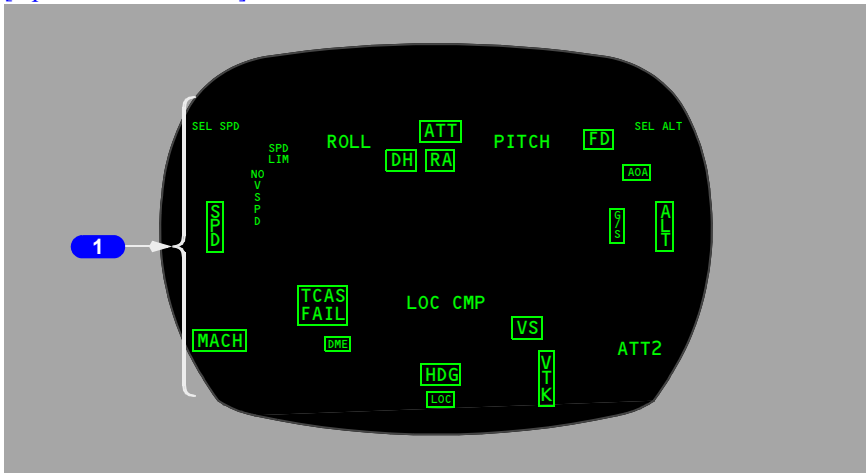 SEL SPD
ROLL
ATT
PITCH
FD
SEL ALT
SPD
LIM
DH
RA
AOA
NO
V
S
P
D
SPD
G/S
ALT
TCAS
FAIL
LOC CMP
VS
MACH
DME
ATT2
HDG
VTK
LOC
1